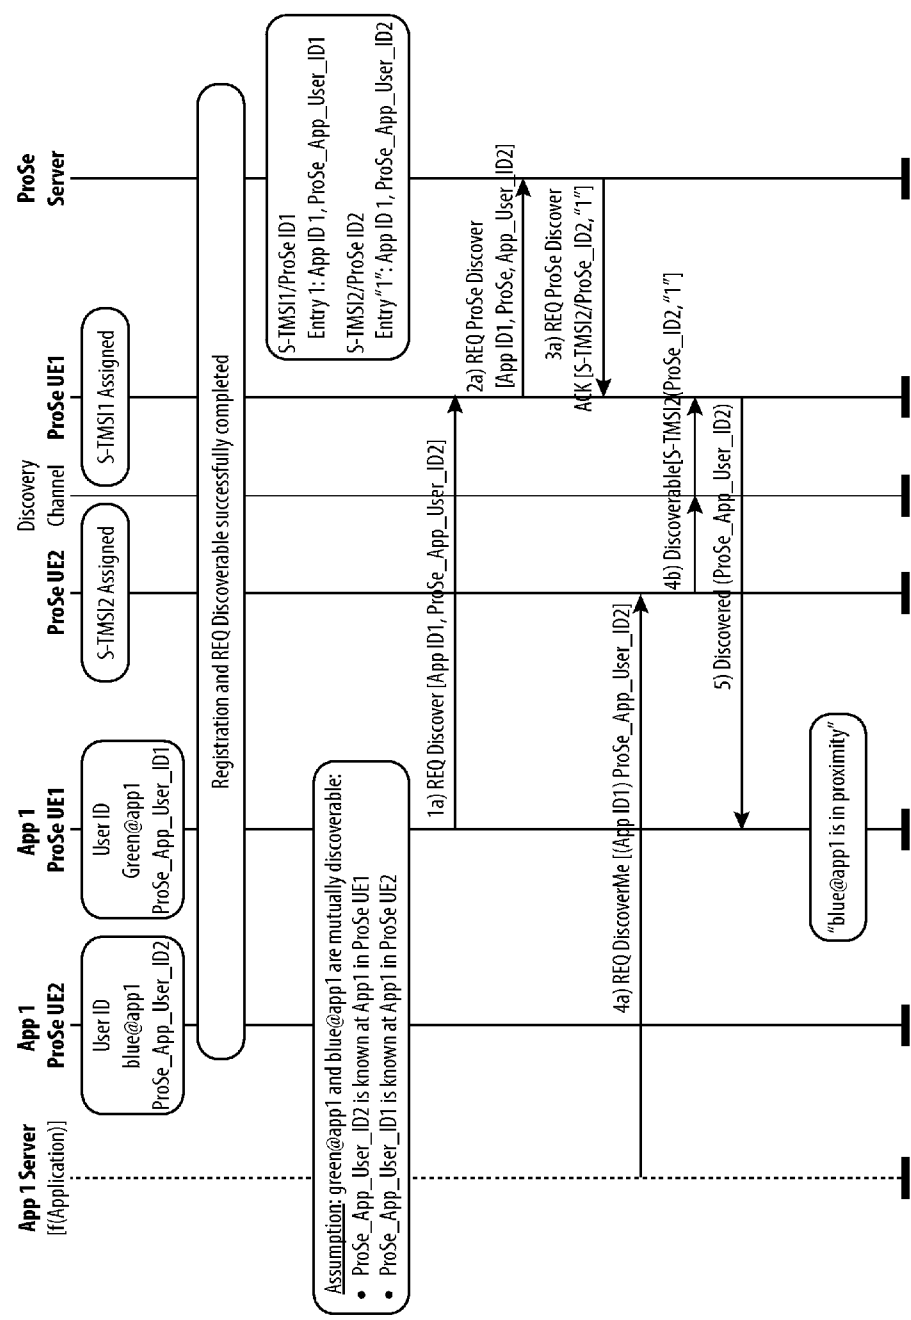 App 1 Server
[f(Application)]
App 1
ProSe UE2
App 1
ProSe UE1
ProSe UE2
Discovery
Channel
ProSe UE1
ProSe
Server
User ID
blue@app1
ProSe_App_User_ID2
User ID
Green@app1
ProSe_App_User_ID1
S-TMSI2 Assigned
S-TMSI1 Assigned
Registration and REQ Discoverable successfully completed
S-TMSI1/ProSe ID1
Entry 1: App ID 1, ProSe_App_User_ID1
S-TMSI2/ProSe ID2
Entry“1”: App ID 1, ProSe_App_User_ID2
Assumption: green@app1 and blue@app1 are mutually discoverable:
• ProSe_App_User_ID2 is known at App1 in ProSe UE1
• ProSe_App_User_ID1 is known at App1 in ProSe UE2
1a) REQ Discover [App ID1, ProSe_App_User_ID2]
2a) REQ ProSe Discover
[App ID1, ProSe, App_User_ID2]
3a) REQ ProSe Discover
ACK [S-TMSI2/ProSe_ID2, “1”]
4a) REQ DiscoverMe [(App ID1) ProSe_App_User_ID2]
4b) Discoverable[S-TMSI2(ProSe_ID2, “1”]
5) Discovered (ProSe_App_User_ID2)
“blue@app1 is in proximity”